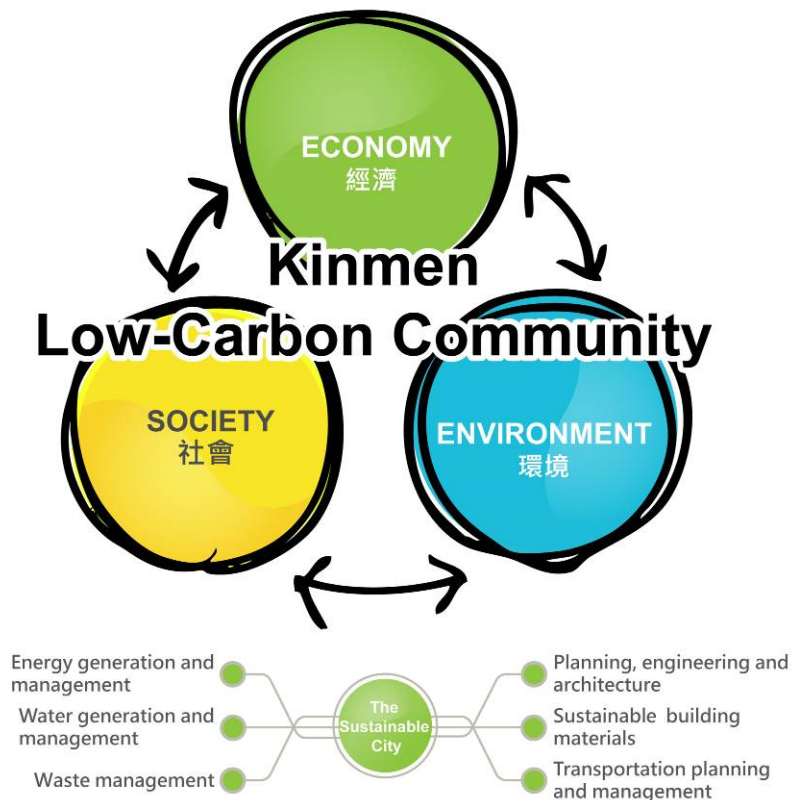 ECONOMY
經濟
Kinmen
Low-Carbon Community
SOCIETY
社會
ENVIRONMENT
環境
Energy generation and
management
Water generation and
management
Waste management
The
Sustainable
City
Planning, engineering and
architecture
Sustainable building
materials
Transportation planning
and management